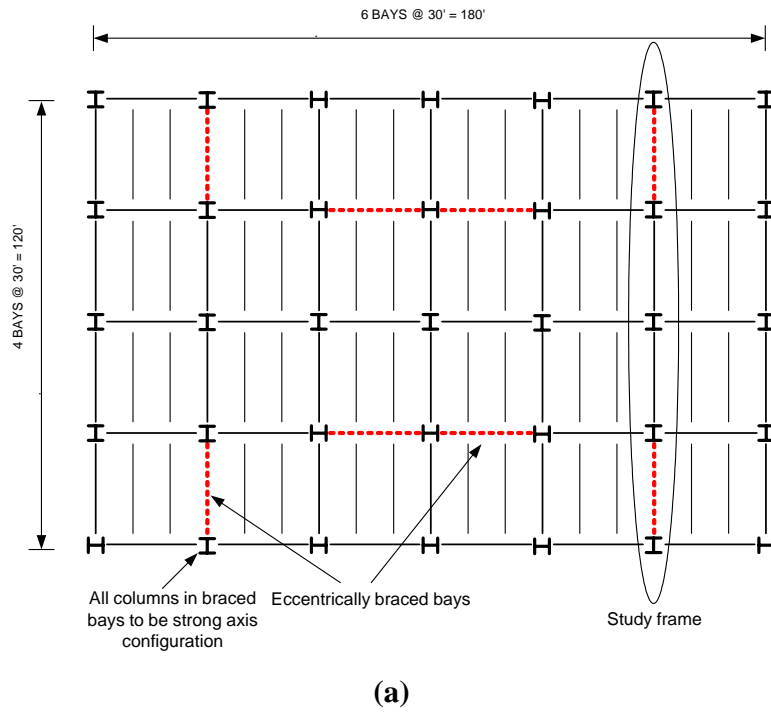 6 BAYS @ 30' = 180'
4 BAYS @ 30' = 120'
All columns in braced
bays to be strong axis
configuration
Eccentrically braced bays
Study frame
(a)